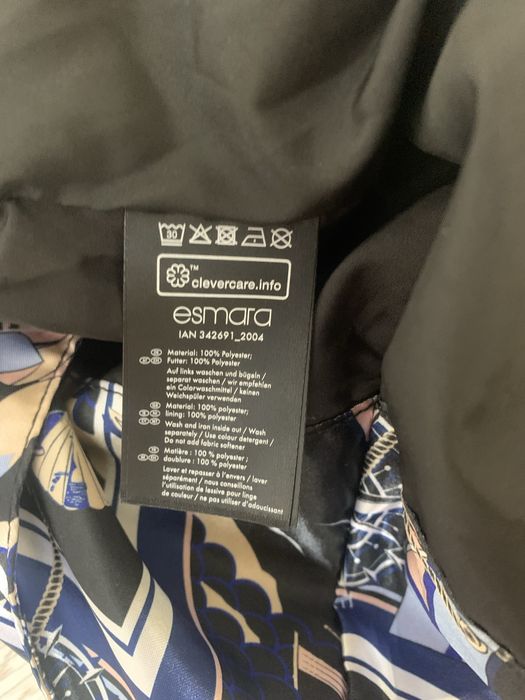 30
clevercare.info™
esmara
IAN 342691_2004
Material: 100% Polyester;
Futter: 100% Polyester
Auf links waschen und bügeln /
separat waschen / wir empfehlen
ein Colorwaschmittel / keinen
Weichspüler verwenden
Material: 100% polyester;
lining: 100% polyester
Wash and iron inside out / Wash
separately / Use colour detergent /
Do not add fabric softener
Matière : 100 % polyester ;
doublure : 100 % polyester
Laver et repasser à l'envers / laver
séparément / nous conseillons
l'utilisation de lessive pour linge
de couleur / ne pas utiliser d'adoucissant